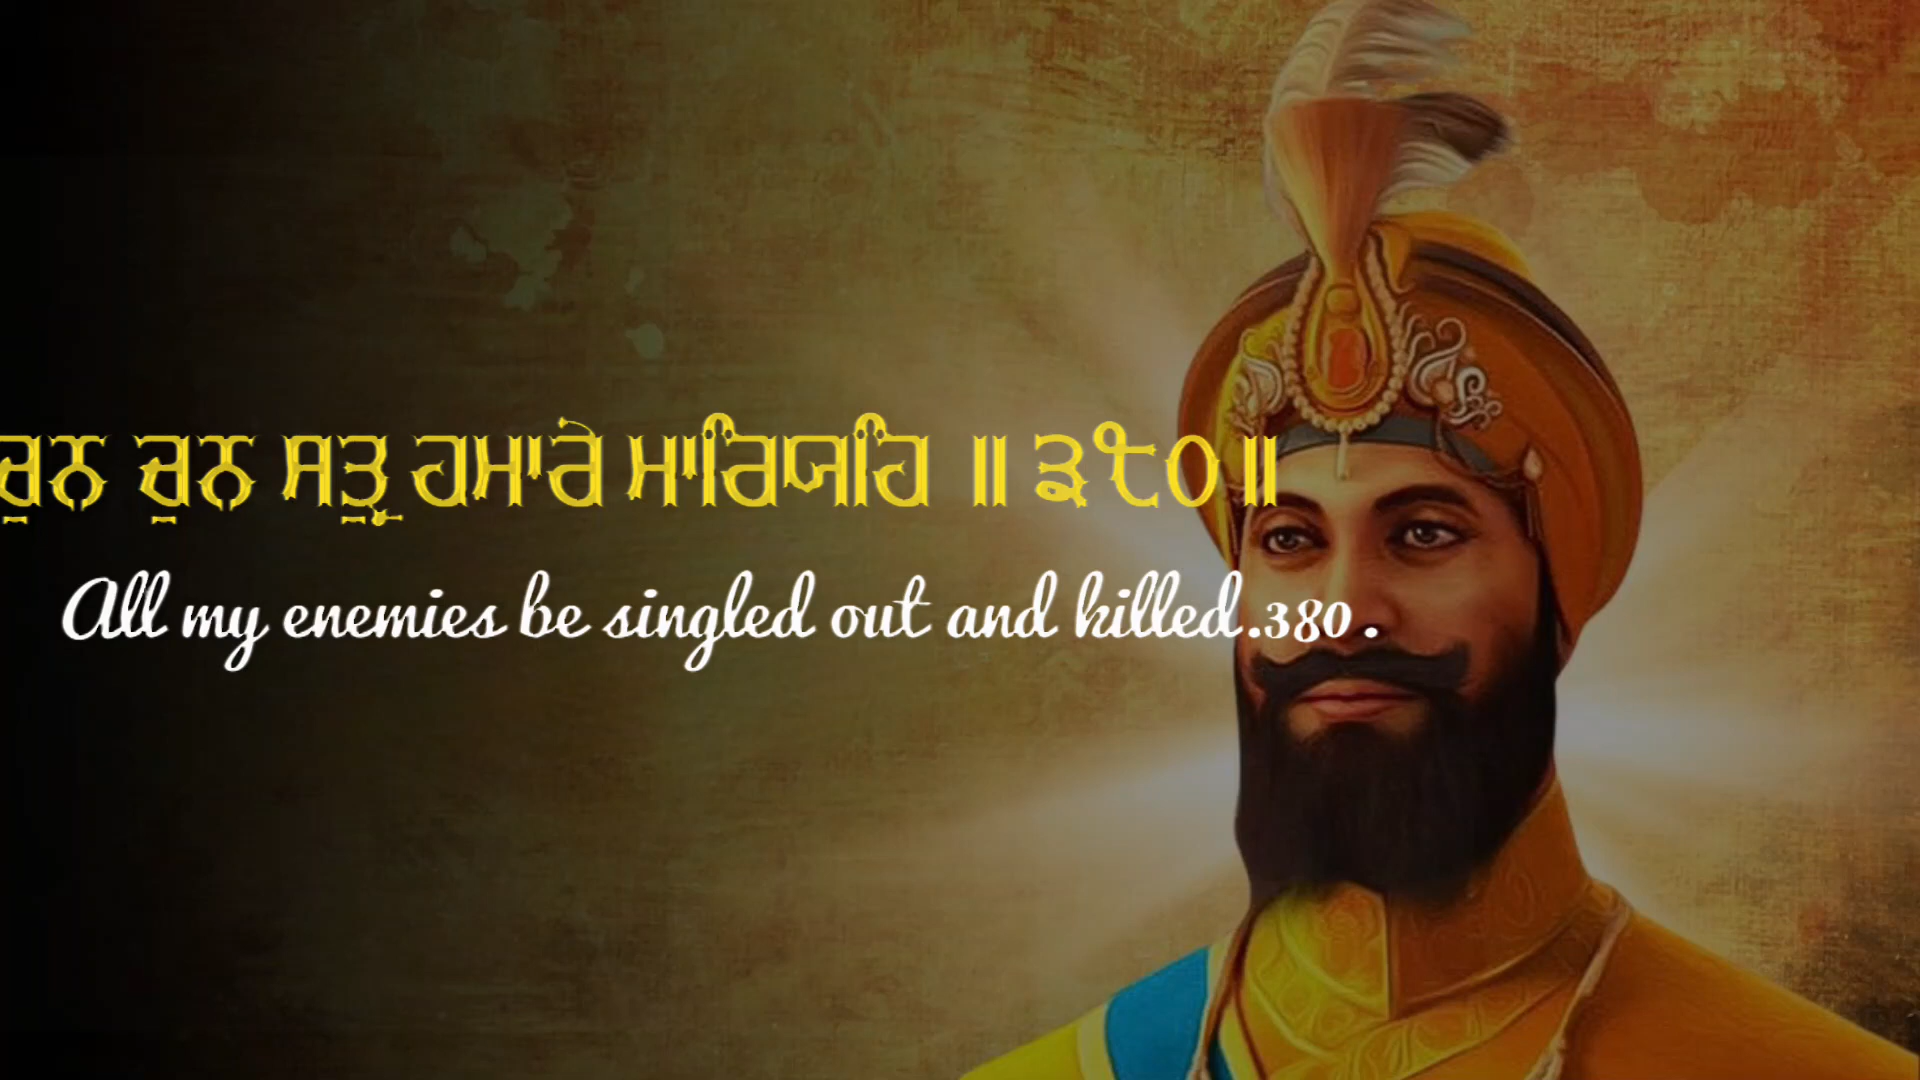 ਚੁਨ ਚੁਨ ਸਤ੍ਰੁ ਹਮਾਰੇ ਮਾਰਿਯਹਿ ॥ ੩੮੦॥
All my enemies be singled out and killed.380.